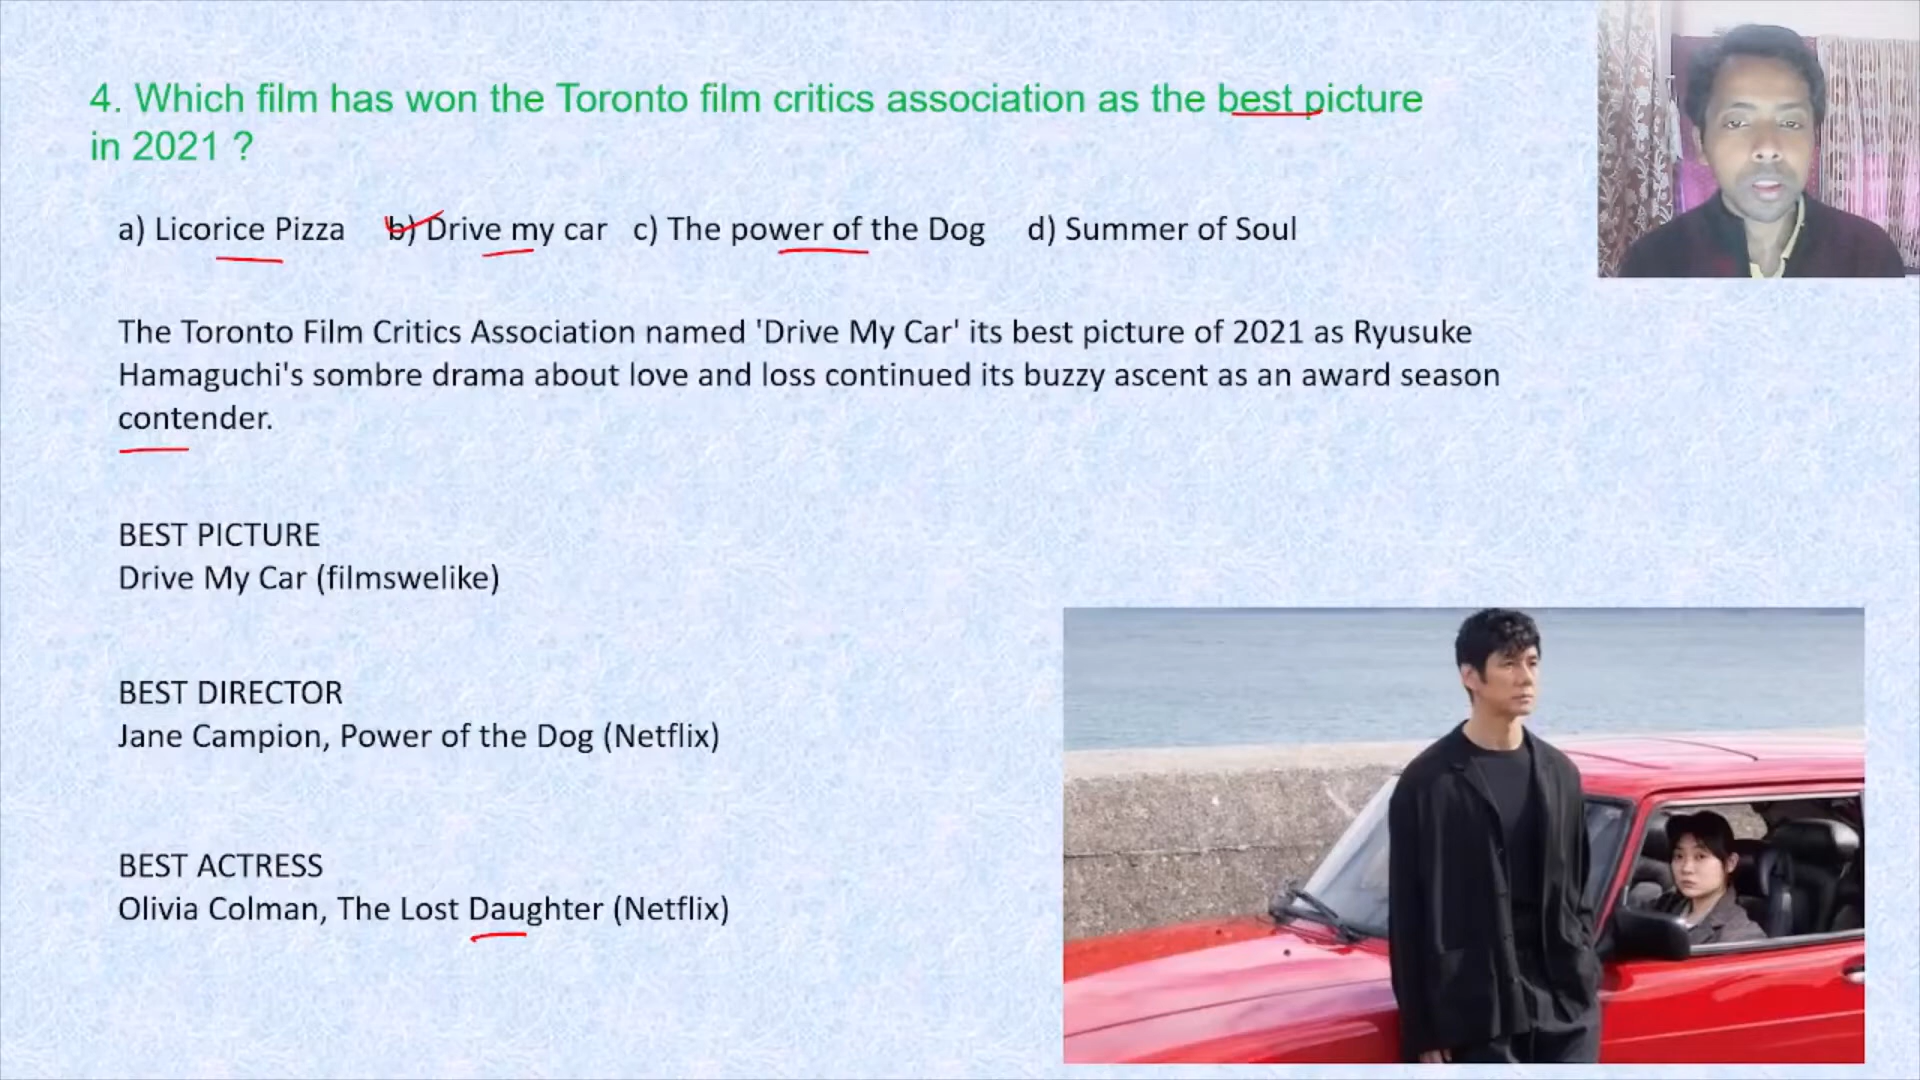 4. Which film has won the Toronto film critics association as the best picture
in 2021 ?
a) Licorice Pizza b) Drive my car c) The power of the Dog d) Summer of Soul
The Toronto Film Critics Association named 'Drive My Car' its best picture of 2021 as Ryusuke
Hamaguchi's sombre drama about love and loss continued its buzzy ascent as an award season
contender.
BEST PICTURE
Drive My Car (filmswelike)
BEST DIRECTOR
Jane Campion, Power of the Dog (Netflix)
BEST ACTRESS
Olivia Colman, The Lost Daughter (Netflix)